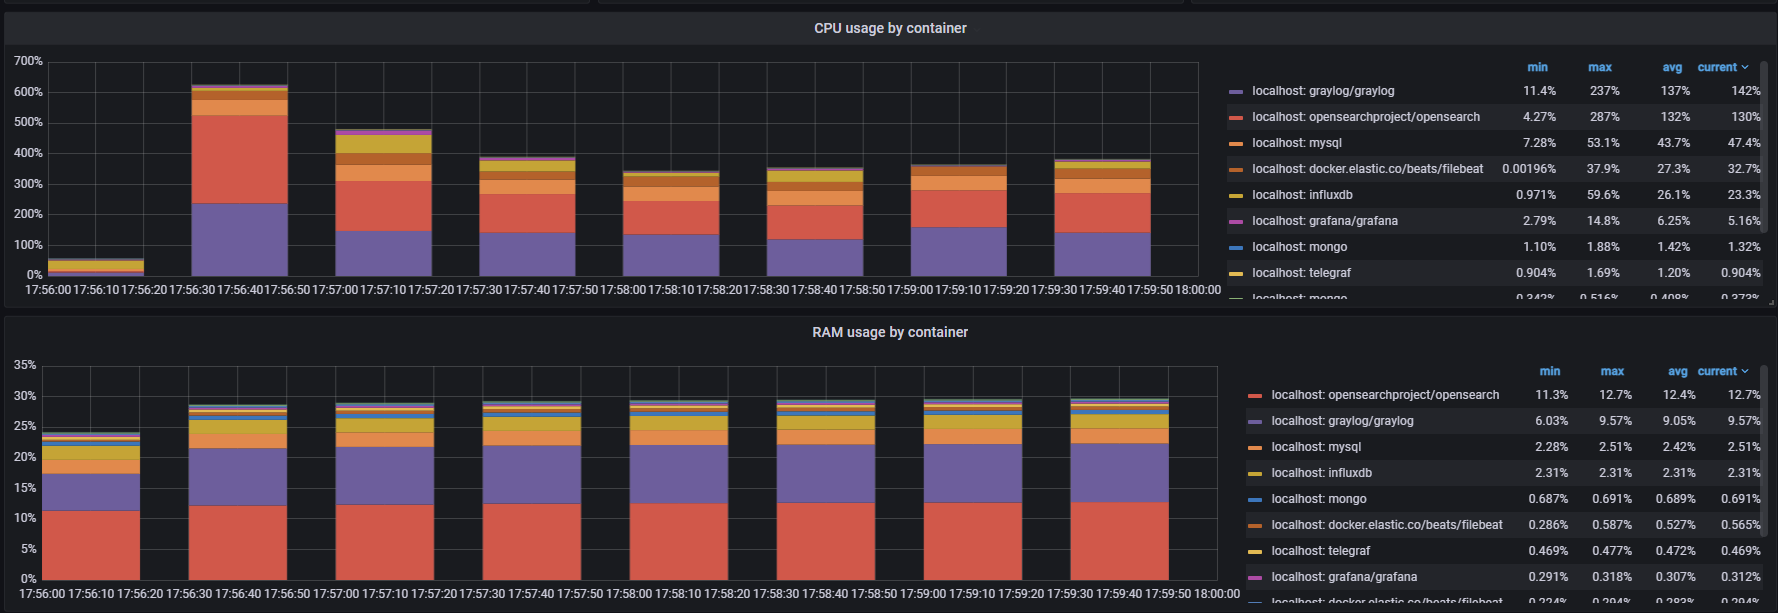 CPU usage by container
700%
600%
500%
400%
300%
200%
100%
0%
17:56:00 17:56:10 17:56:20 17:56:30 17:56:40 17:56:50 17:57:00 17:57:10 17:57:20 17:57:30 17:57:40 17:57:50 17:58:00 17:58:10 17:58:20 17:58:30 17:58:40 17:58:50 17:59:00 17:59:10 17:59:20 17:59:30 17:59:40 17:59:50 18:00:00
min max avg current
localhost: graylog/graylog 11.4% 237% 137% 142%
localhost: opensearchproject/opensearch 4.27% 287% 132% 130%
localhost: mysql 7.28% 53.1% 43.7% 47.4%
localhost: docker.elastic.co/beats/filebeat 0.00196% 37.9% 27.3% 32.7%
localhost: influxdb 0.971% 59.6% 26.1% 23.3%
localhost: grafana/grafana 2.79% 14.8% 6.25% 5.16%
localhost: mongo 1.10% 1.88% 1.42% 1.32%
localhost: telegraf 0.904% 1.69% 1.20% 0.904%
localhost: mongo 0.342% 0.516% 0.408% 0.373%
RAM usage by container
35%
30%
25%
20%
15%
10%
5%
0%
17:56:00 17:56:10 17:56:20 17:56:30 17:56:40 17:56:50 17:57:00 17:57:10 17:57:20 17:57:30 17:57:40 17:57:50 17:58:00 17:58:10 17:58:20 17:58:30 17:58:40 17:58:50 17:59:00 17:59:10 17:59:20 17:59:30 17:59:40 17:59:50 18:00:00
min max avg current
localhost: opensearchproject/opensearch 11.3% 12.7% 12.4% 12.7%
localhost: graylog/graylog 6.03% 9.57% 9.05% 9.57%
localhost: mysql 2.28% 2.51% 2.42% 2.51%
localhost: influxdb 2.31% 2.31% 2.31% 2.31%
localhost: mongo 0.687% 0.691% 0.689% 0.691%
localhost: docker.elastic.co/beats/filebeat 0.286% 0.587% 0.527% 0.565%
localhost: telegraf 0.469% 0.477% 0.472% 0.469%
localhost: grafana/grafana 0.291% 0.318% 0.307% 0.312%
localhost: docker.elastic.co/beats/filebeat 0.294%